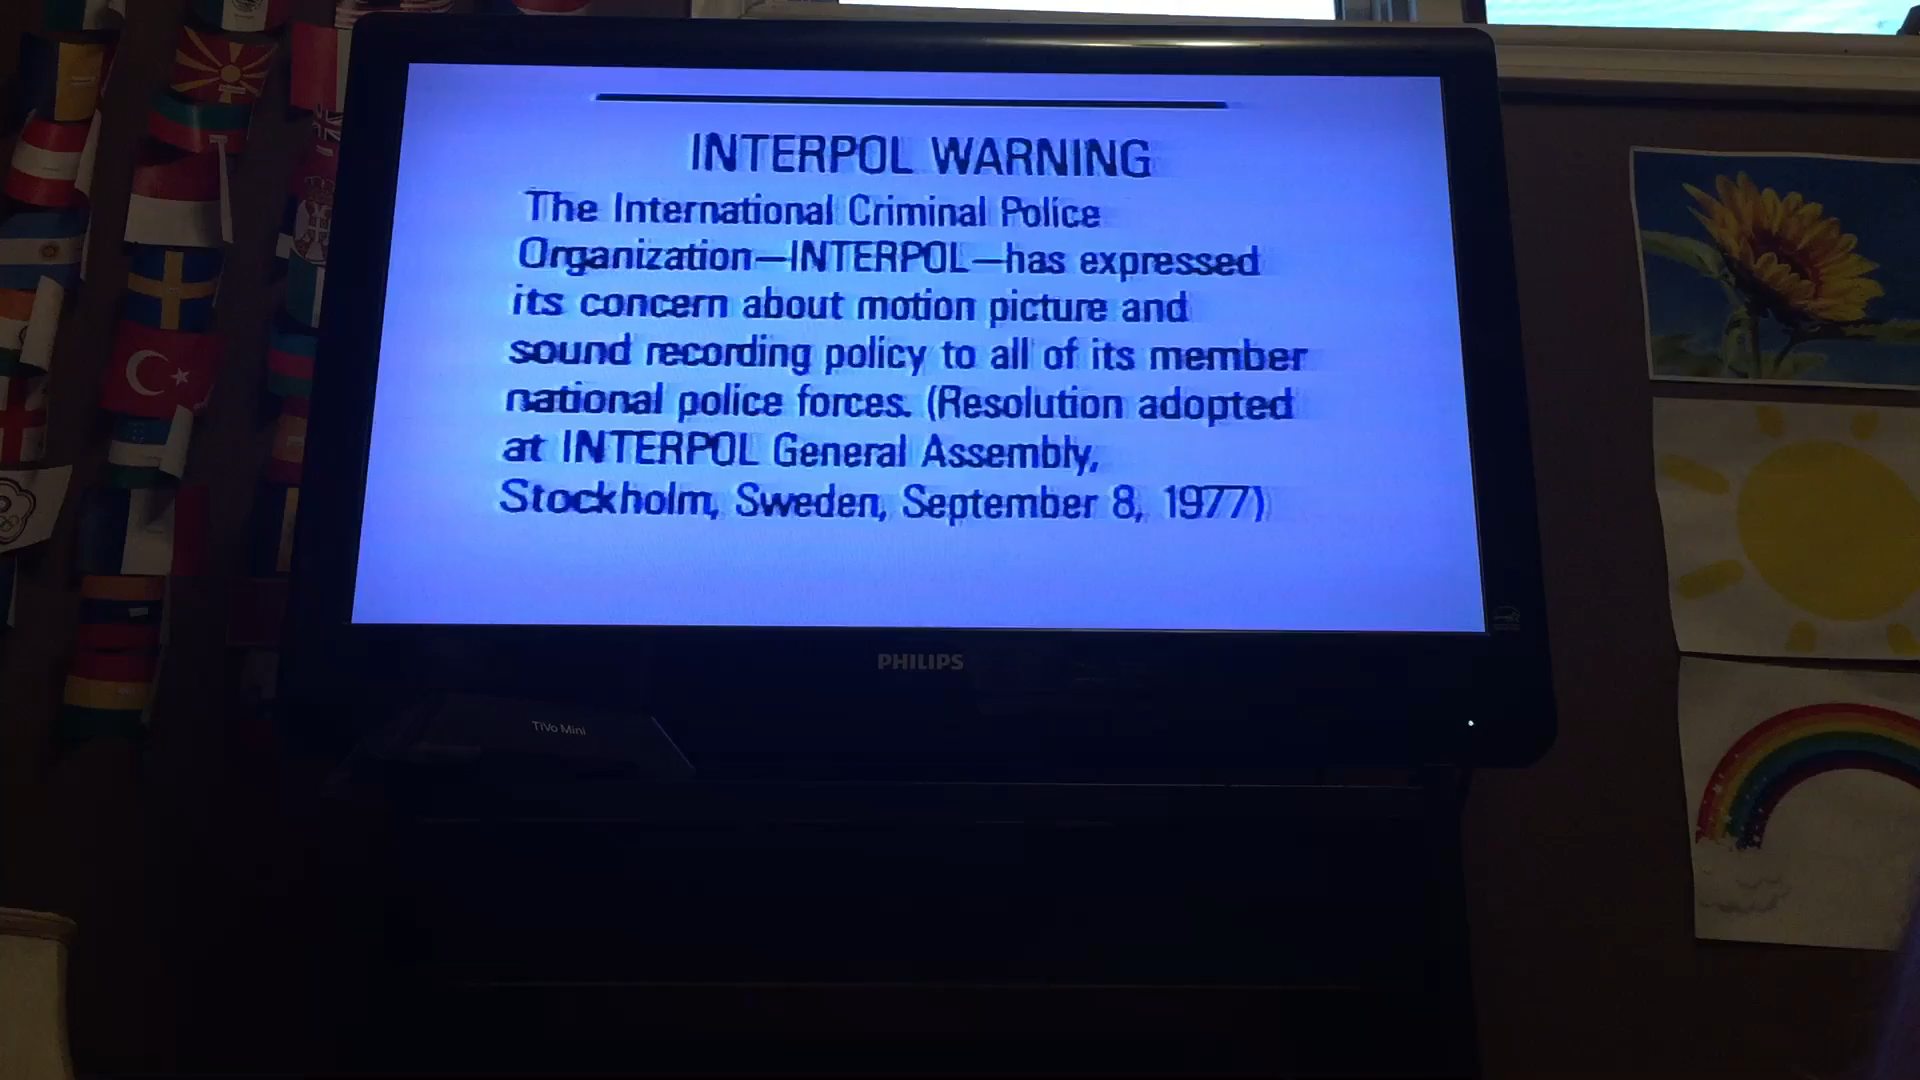 INTERPOL WARNING
The International Criminal Police
Organization—INTERPOL—has expressed
its concern about motion picture and
sound recording policy to all of its member
national police forces. (Resolution adopted
at INTERPOL General Assembly,
Stockholm, Sweden, September 8, 1977)
PHILIPS
TiVo Mini